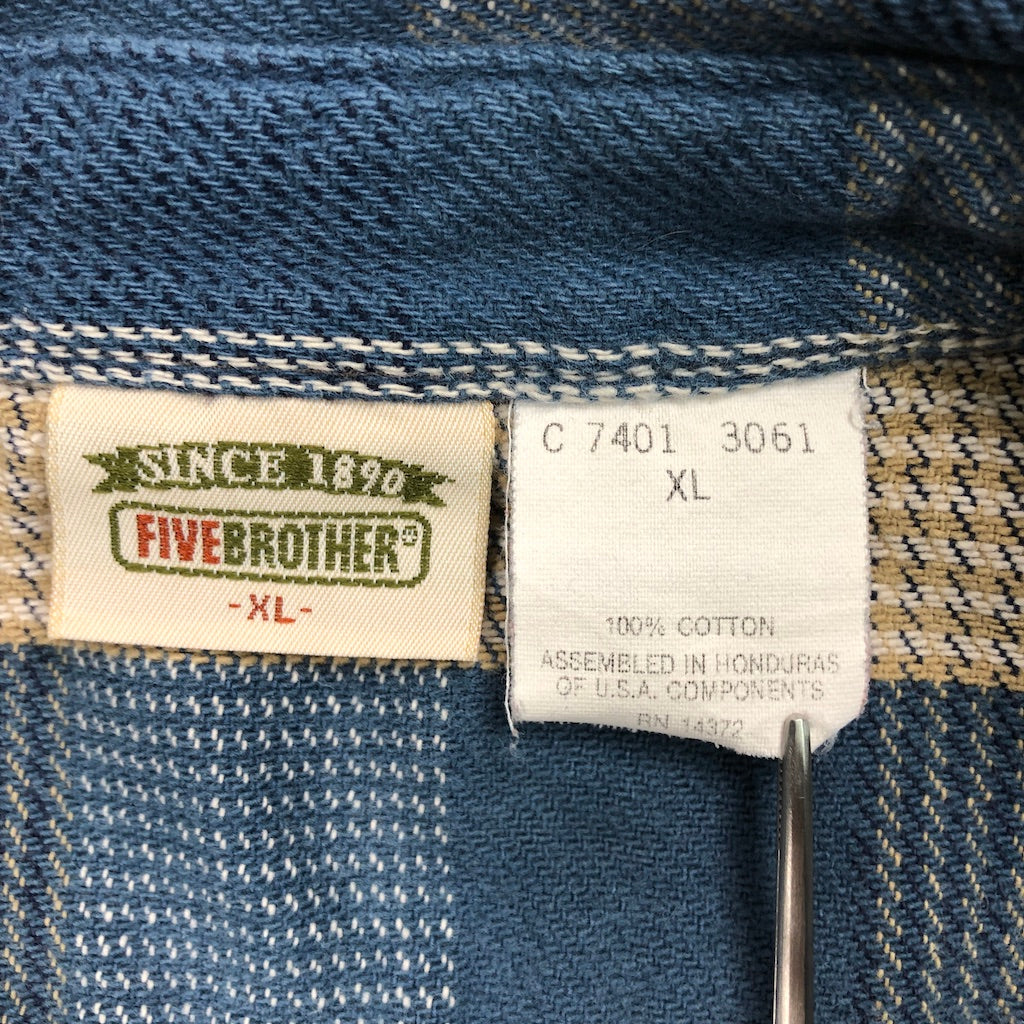 SINCE 1890
FIVEBROTHER®
-XL-
C 7401 3061
XL
100% COTTON
ASSEMBLED IN HONDURAS
OF U.S.A. COMPONENTS
RN 14372